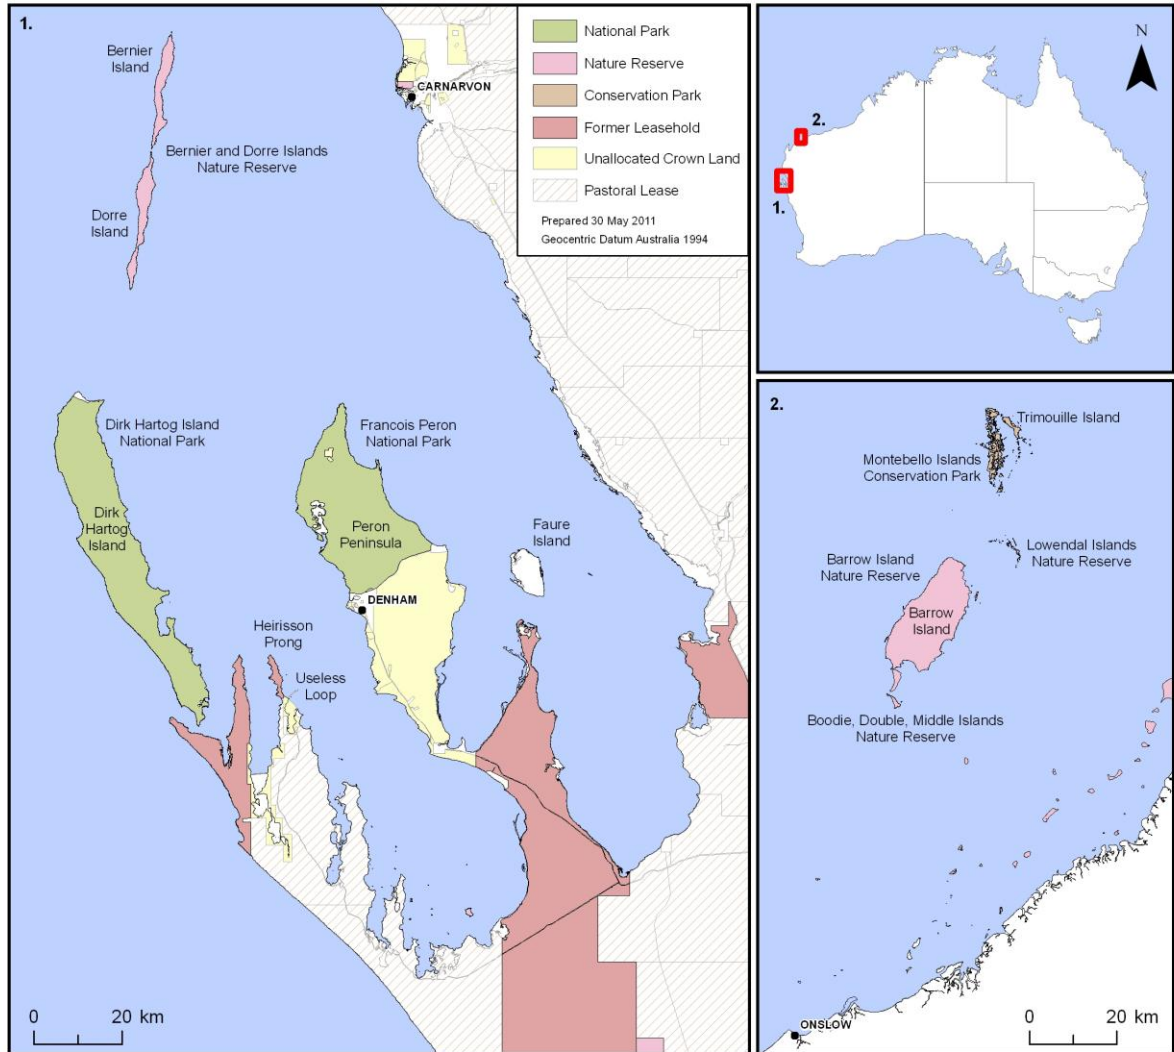 1.
Bernier
Island
CARNARVON
Bernier and Dorre Islands
Nature Reserve
Dorre
Island
National Park
Nature Reserve
Conservation Park
Former Leasehold
Unallocated Crown Land
Pastoral Lease
Prepared 30 May 2011
Geocentric Datum Australia 1994
Dirk Hartog Island
National Park
Francois Peron
National Park
Dirk
Hartog
Island
Peron
Peninsula
Faure
Island
DENHAM
Heirisson
Prong
Useless
Loop
0 20 km
N
2.
1.
2.
Trimouille Island
Montebello Islands
Conservation Park
Lowendal Islands
Nature Reserve
Barrow Island
Nature Reserve
Barrow
Island
Boodie, Double, Middle Islands
Nature Reserve
ONSLOW
0 20 km